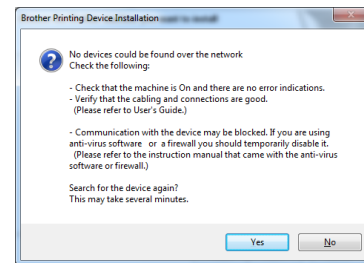 Brother Printing Device Installation
No devices could be found over the network
Check the following:
- Check that the machine is On and there are no error indications.
- Verify that the cabling and connections are good.
(Please refer to User's Guide.)
- Communication with the device may be blocked. If you are using
anti-virus software or a firewall you should temporarily disable it.
(Please refer to the instruction manual that came with the anti-virus
software or firewall.)
Search for the device again?
This may take several minutes.
Yes
No